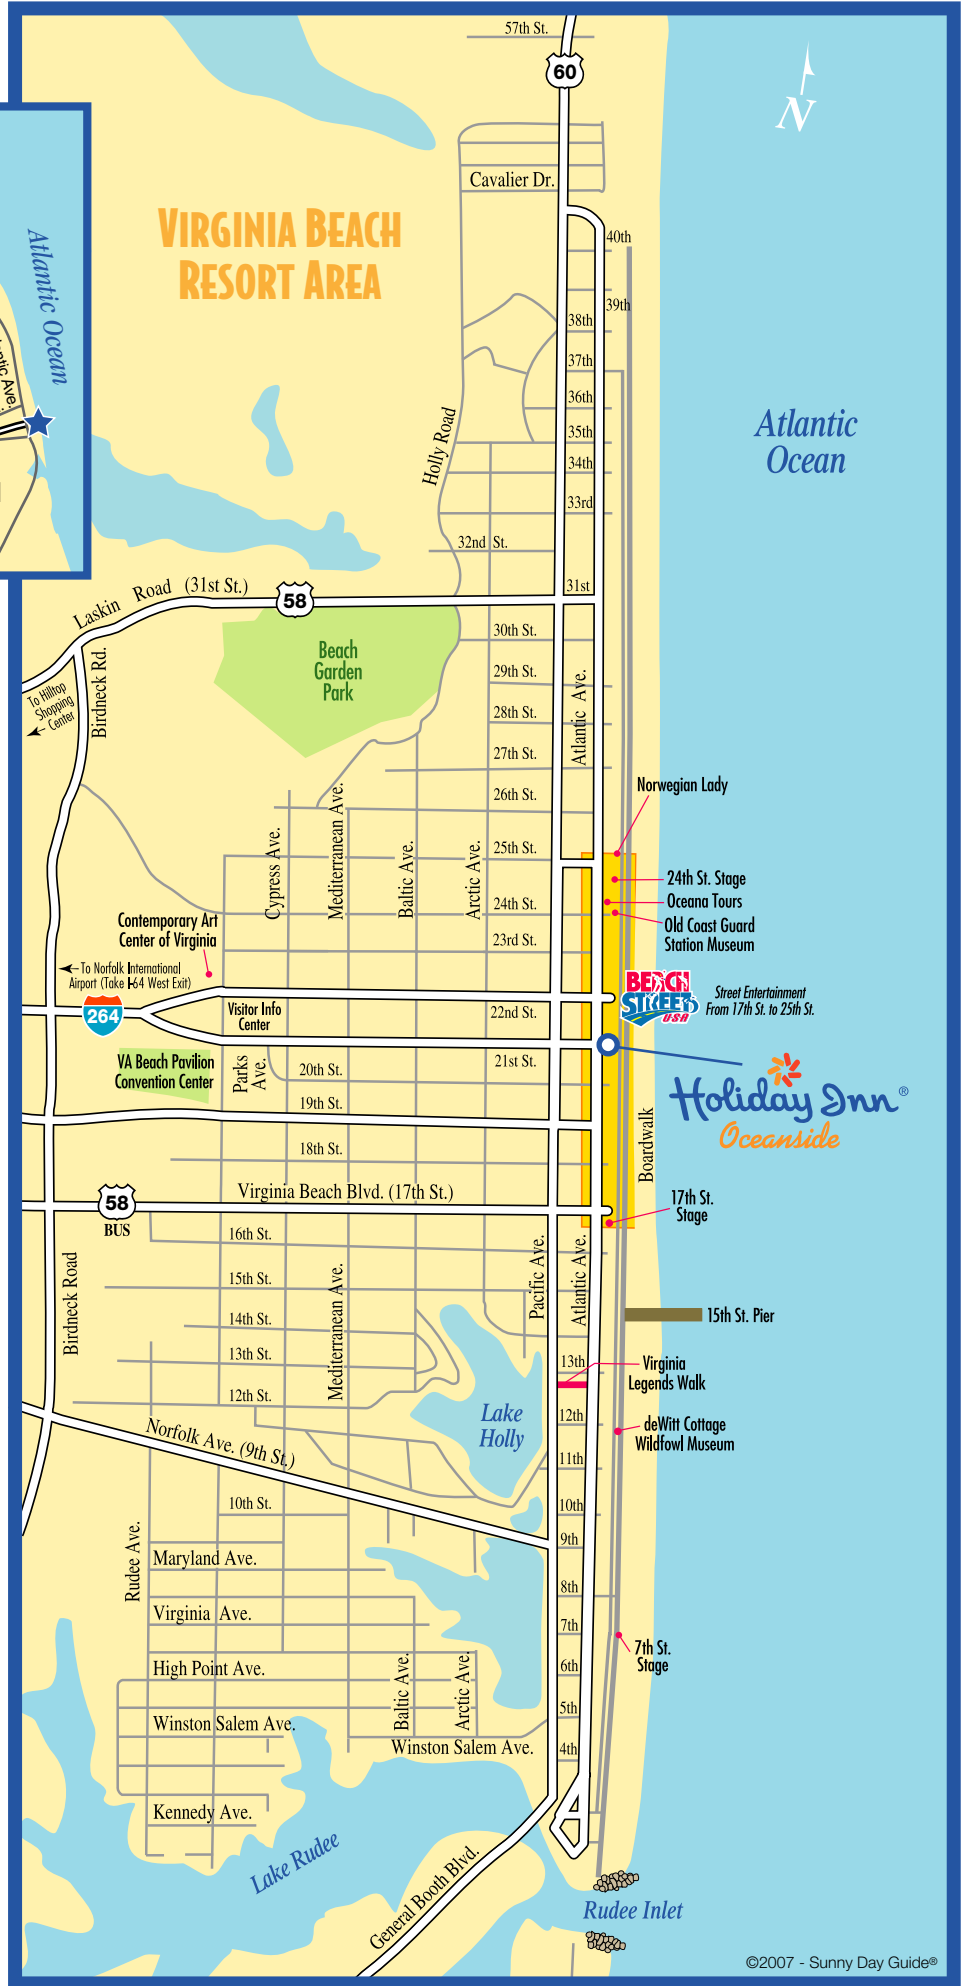 57th St.
60
N
Cavalier Dr.
VIRGINIA BEACH
RESORT AREA
40th
39th
38th
37th
36th
35th
34th
33rd
Atlantic Ocean
Ave.
Holly Road
Atlantic
Ocean
32nd St.
31st
Laskin Road (31st St.)
58
Beach
Garden
Park
30th St.
29th St.
28th St.
27th St.
26th St.
25th St.
24th St.
23rd St.
22nd St.
21st St.
To Hilltop
Shopping
Center
Birdneck Rd.
Atlantic Ave.
Norwegian Lady
Cypress Ave.
Mediterranean Ave.
Baltic Ave.
Arctic Ave.
24th St. Stage
Oceana Tours
Old Coast Guard
Station Museum
Contemporary Art
Center of Virginia
To Norfolk International
Airport (Take I-64 West Exit)
264
Visitor Info
Center
BEACH
STREET
USA
Street Entertainment
From 17th St. to 25th St.
VA Beach Pavilion
Convention Center
Parks
Ave.
20th St.
19th St.
18th St.
Holiday Inn®
Oceanside
Boardwalk
Virginia Beach Blvd. (17th St.)
58
BUS
17th St.
Stage
16th St.
15th St.
14th St.
13th St.
12th St.
Birdneck Road
Mediterranean Ave.
Pacific Ave.
Atlantic Ave.
15th St. Pier
13th
Virginia
Legends Walk
12th
deWitt Cottage
Wildfowl Museum
Lake
Holly
11th
Norfolk Ave. (9th St.)
10th St.
10th
9th
8th
7th
6th
5th
4th
Rudee Ave.
Maryland Ave.
Virginia Ave.
High Point Ave.
Baltic Ave.
Arctic Ave.
7th St.
Stage
Winston Salem Ave.
Winston Salem Ave.
Kennedy Ave.
Lake Rudee
General Booth Blvd.
Rudee Inlet
©2007 - Sunny Day Guide®